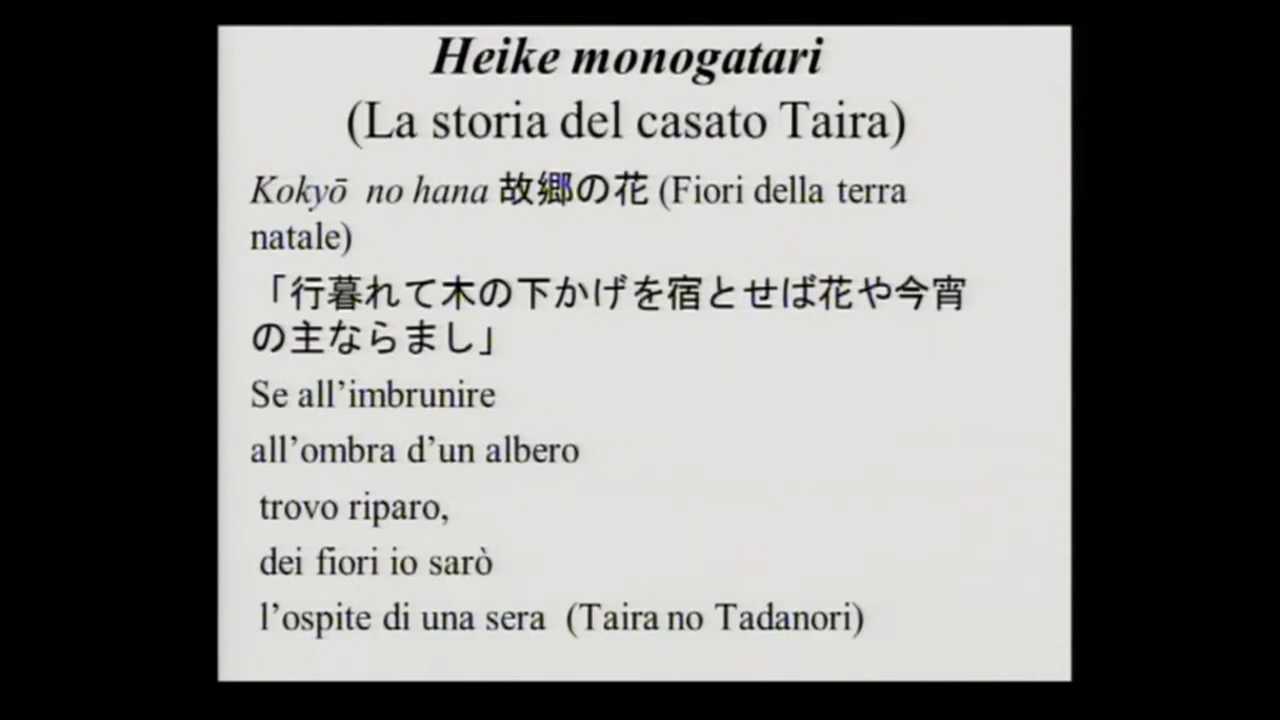 Heike monogatari
(La storia del casato Taira)
Kokyō no hana 故郷の花 (Fiori della terra
natale)
「行暮れて木の下かげを宿とせば花や今宵
の主ならまし」
Se all’imbrunire
all’ombra d’un albero
trovo riparo,
dei fiori io sarò
l’ospite di una sera (Taira no Tadanori)